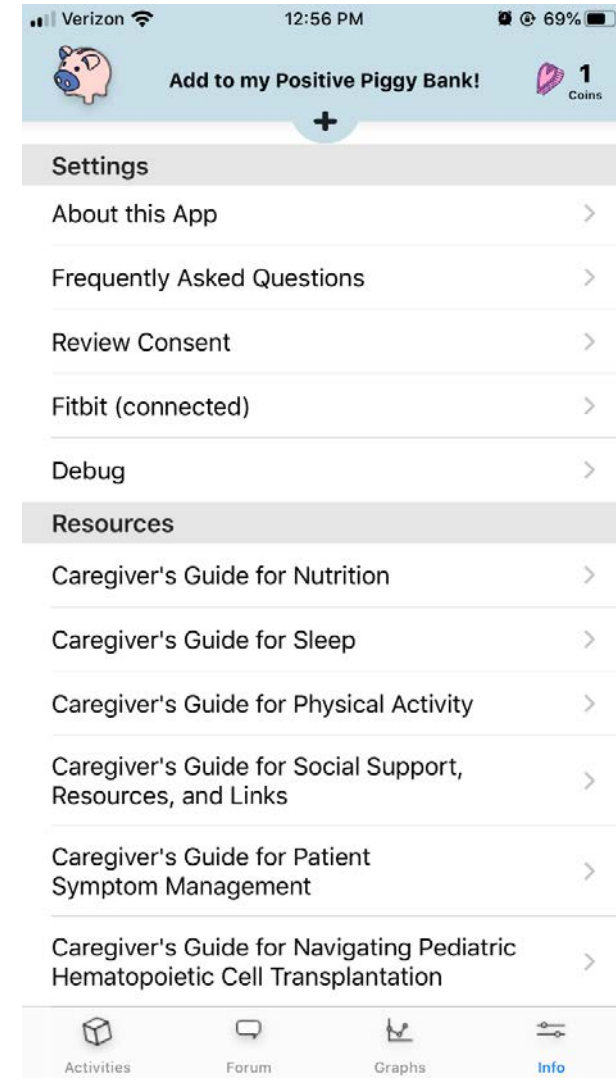 Verizon 12:56 PM 69%
Add to my Positive Piggy Bank! 1
Coins
+
Settings
About this App
Frequently Asked Questions
Review Consent
Fitbit (connected)
Debug
Resources
Caregiver's Guide for Nutrition
Caregiver's Guide for Sleep
Caregiver's Guide for Physical Activity
Caregiver's Guide for Social Support,
Resources, and Links
Caregiver's Guide for Patient
Symptom Management
Caregiver's Guide for Navigating Pediatric
Hematopoietic Cell Transplantation
Activities Forum Graphs Info